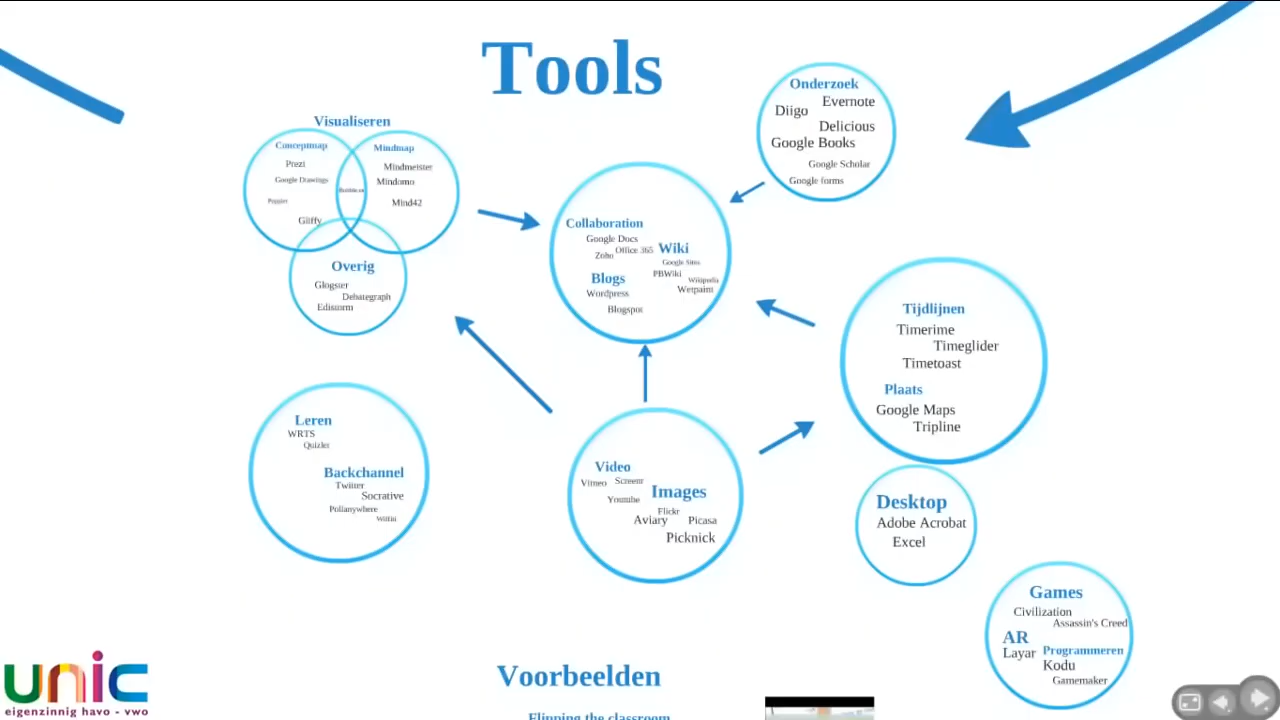 Tools
Visualiseren
Conceptmap
Prezi
Google Drawings
Popplet
Gliffy
Mindmap
Mindmeister
Mindomo
Mind42
Overig
Glogster
Debategraph
Edistorm
Collaboration
Google Docs
Office 365
Zoho
Wiki
Google Sites
PBWiki
Wikipedia
Wetpaint
Blogs
Wordpress
Blogspot
Onderzoek
Evernote
Diigo
Delicious
Google Books
Google Scholar
Google forms
Tijdlijnen
Timerime
Timeglider
Timetoast
Plaats
Google Maps
Tripline
Leren
WRTS
Quizlet
Backchannel
Twitter
Socrative
Pollanywhere
Video
Vimeo
Screenr
Youtube
Images
Flickr
Aviary
Picasa
Picknick
Desktop
Adobe Acrobat
Excel
Games
Civilization
Assassin's Creed
AR
Layar
Programmeren
Kodu
Gamemaker
Voorbeelden
Flipping the classroom
unic
eigenzinnig havo - vwo